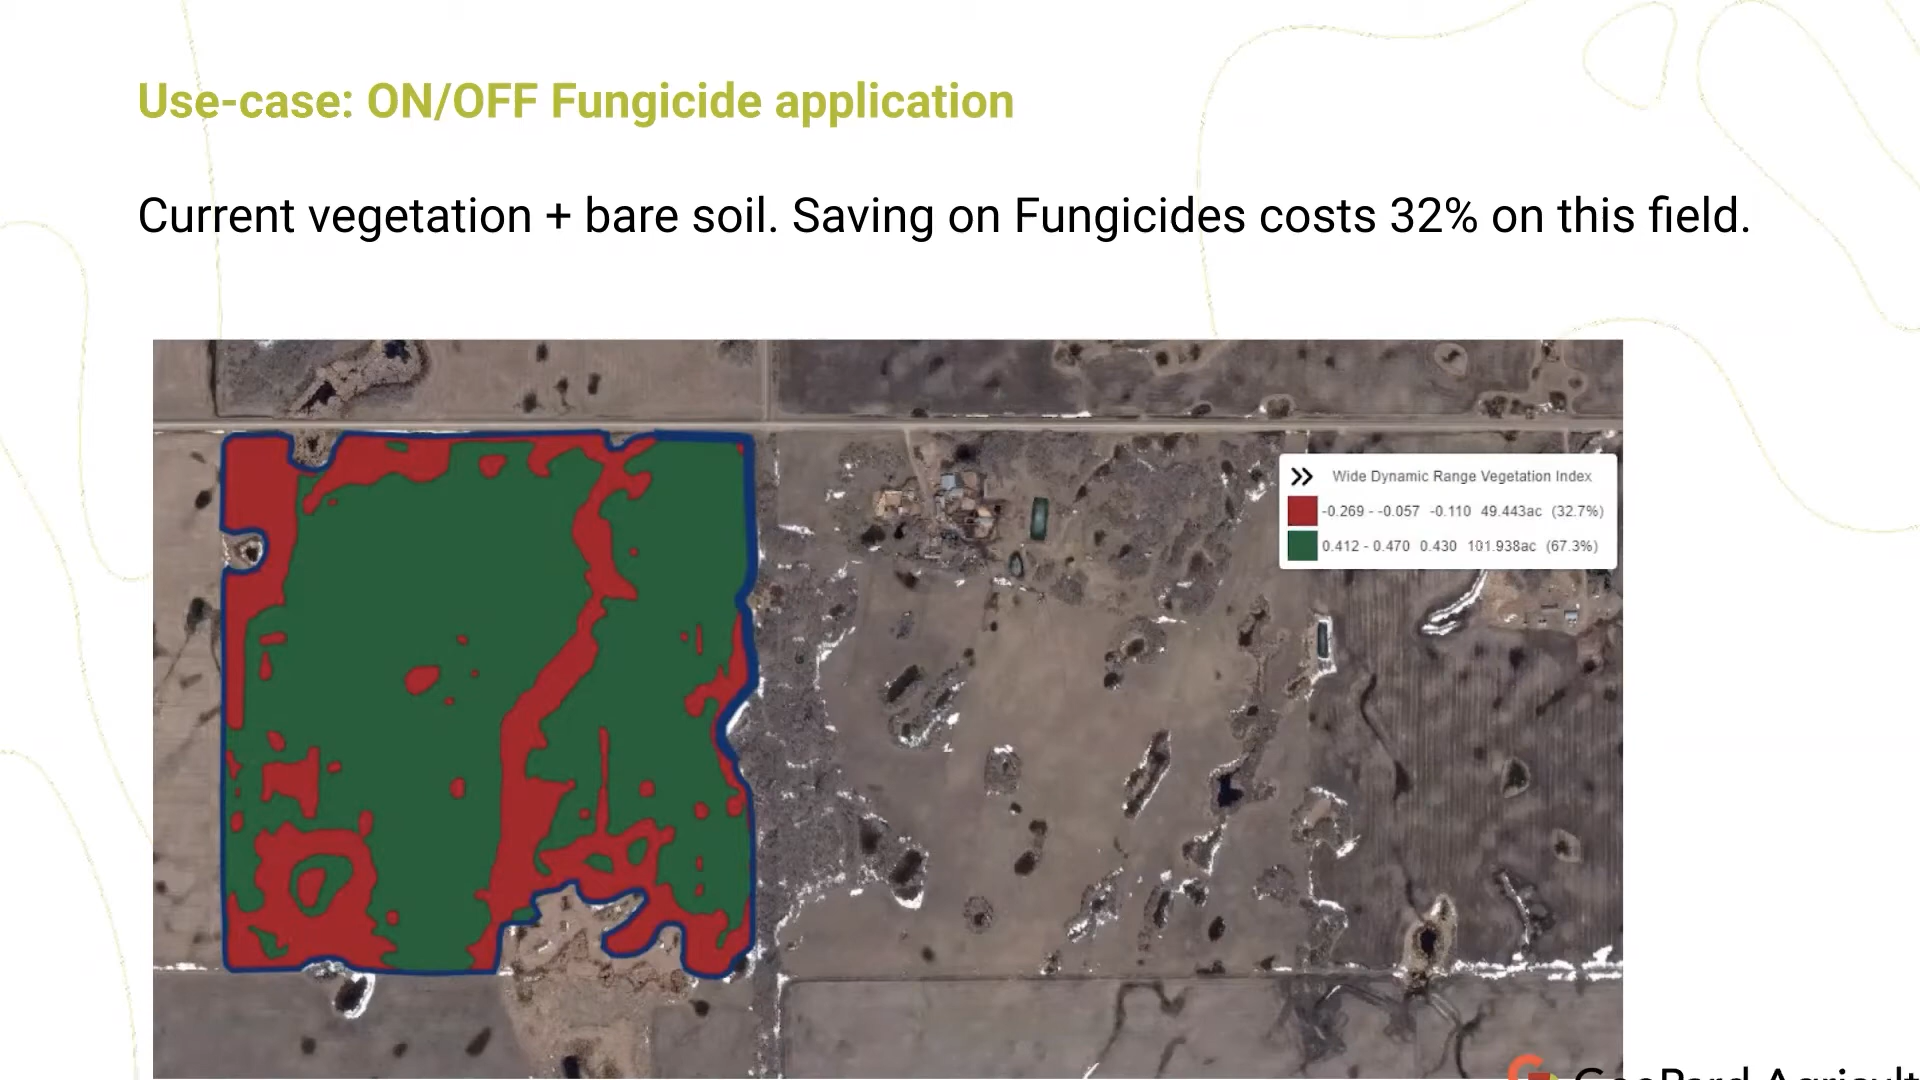 Use-case: ON/OFF Fungicide application
Current vegetation + bare soil. Saving on Fungicides costs 32% on this field.
Wide Dynamic Range Vegetation Index
-0.269 - -0.057 -0.110 49.443ac (32.7%)
0.412 - 0.470 0.430 101.938ac (67.3%)
GeoPard Agricult